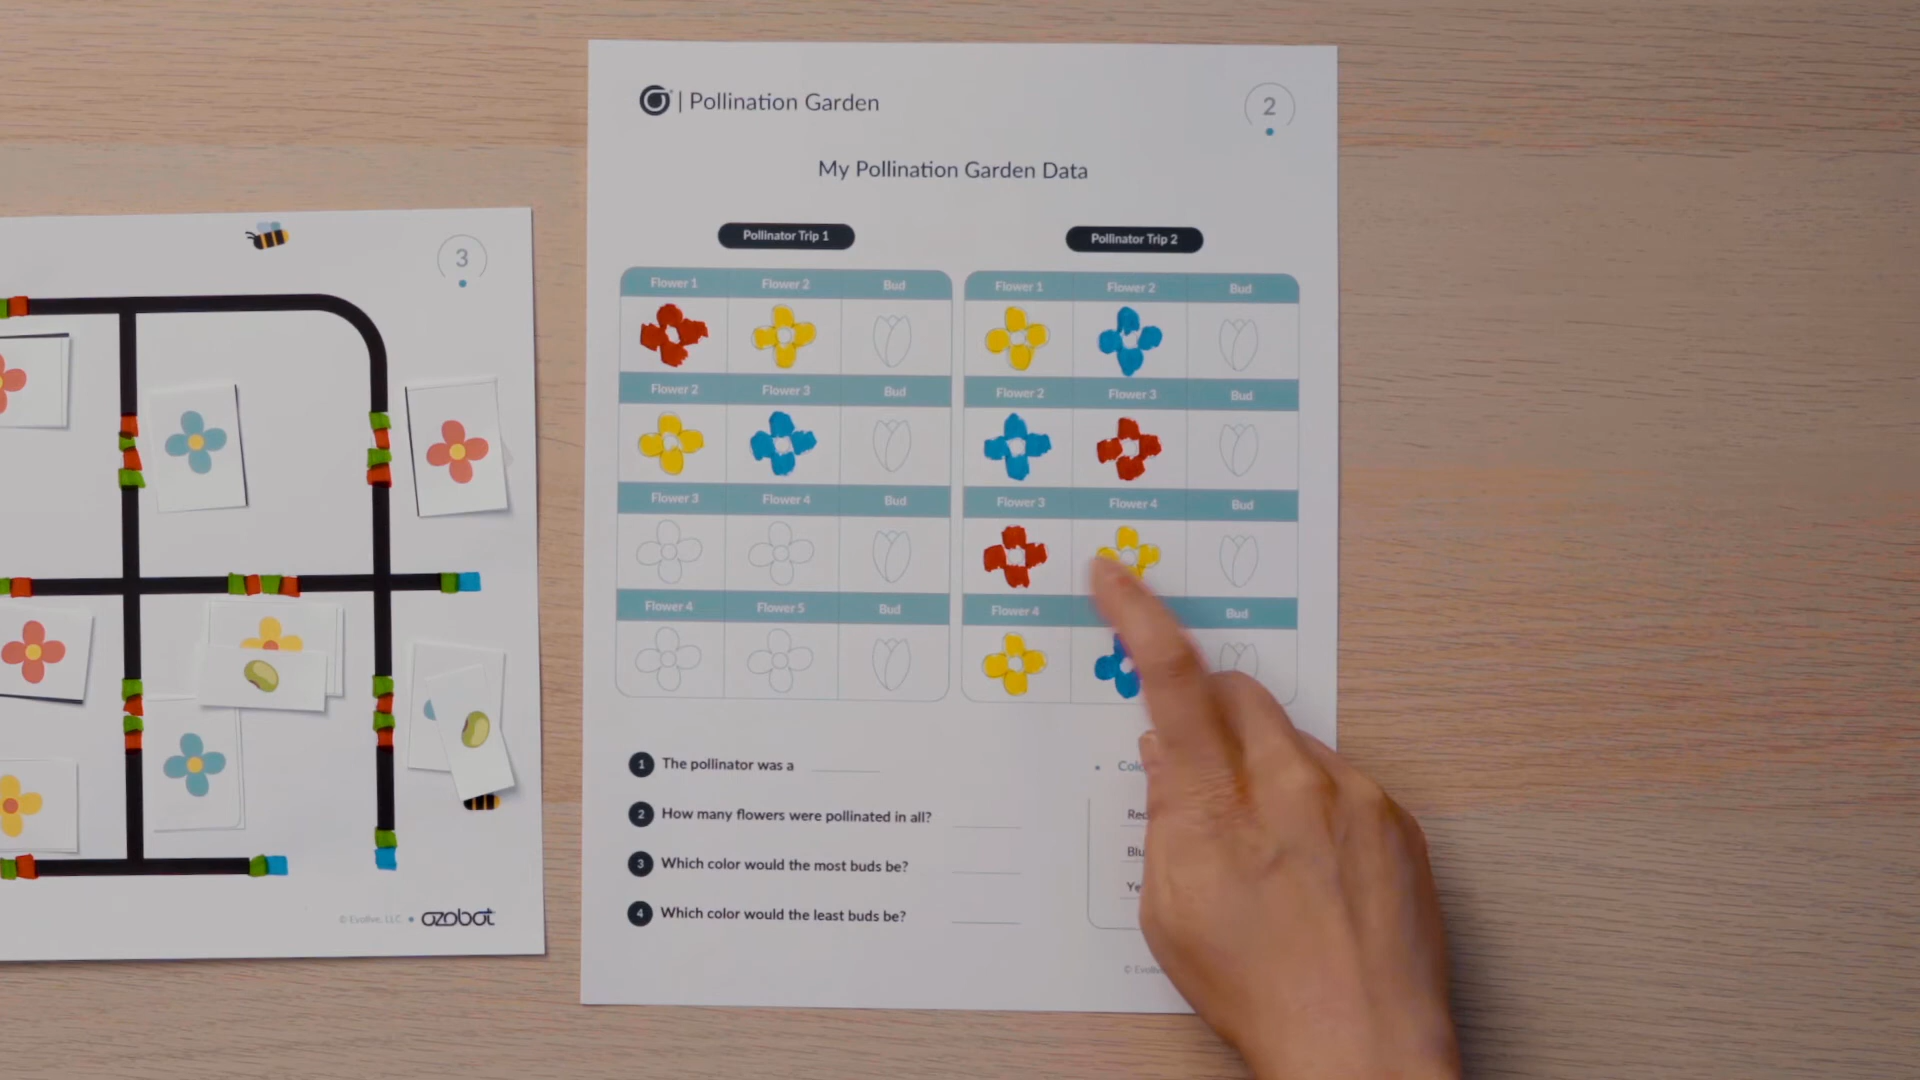 | Pollination Garden
2
My Pollination Garden Data
Pollinator Trip 1
Pollinator Trip 2
Flower 1 Flower 2 Bud
Flower 1 Flower 2 Bud
Flower 2 Flower 3 Bud
Flower 2 Flower 3 Bud
Flower 3 Flower 4 Bud
Flower 3 Flower 4 Bud
Flower 4 Flower 5 Bud
Flower 4 Bud
1 The pollinator was a
2 How many flowers were pollinated in all?
3 Which color would the most buds be?
4 Which color would the least buds be?
3
© Evollve, LLC • ozobot